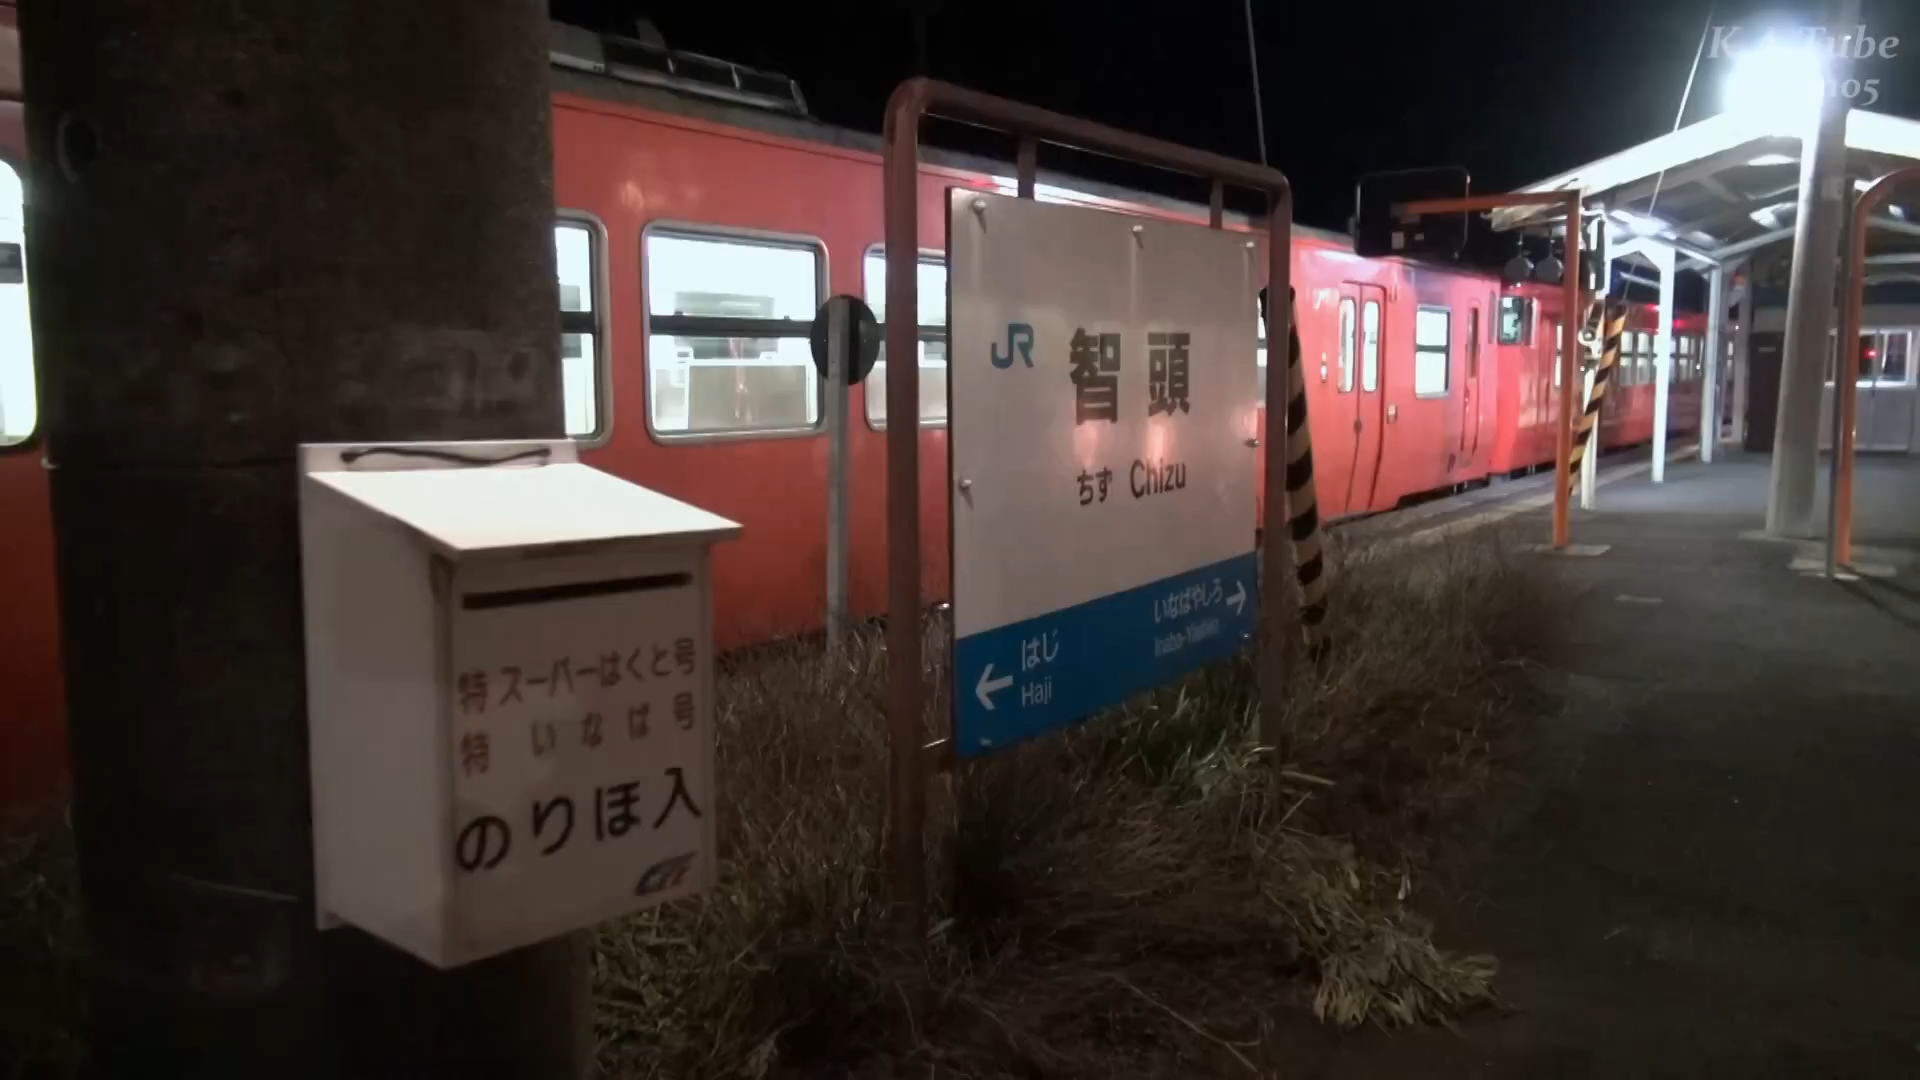 JR
智頭
ちず Chizu
はじ
Haji
いなばやしろ
Inaba-Yashiro
特 スーパーはくと号
特 いなば号
のりほ入